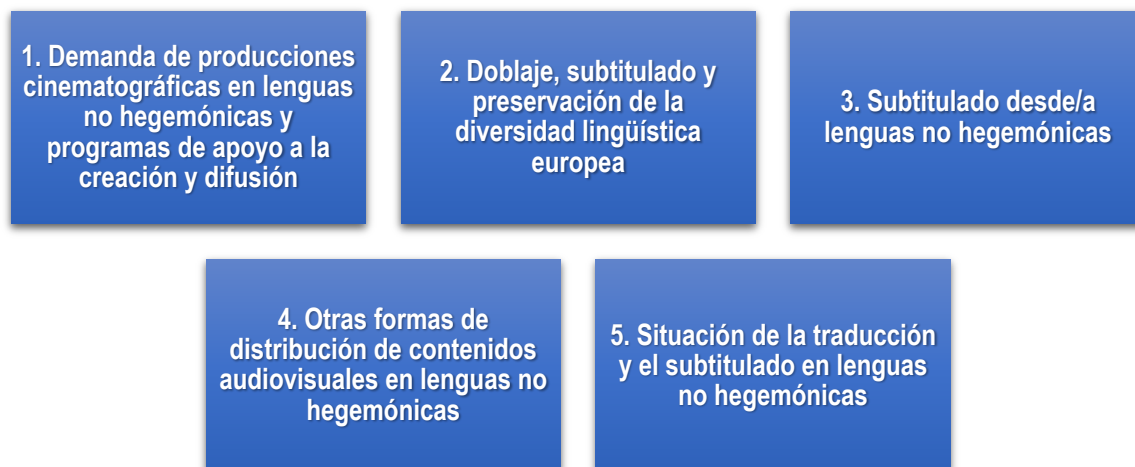 1. Demanda de producciones
cinematográficas en lenguas
no hegemónicas y
programas de apoyo a la
creación y difusión
2. Doblaje, subtitulado y
preservación de la
diversidad lingüística
europea
3. Subtitulado desde/a
lenguas no hegemónicas
4. Otras formas de
distribución de contenidos
audiovisuales en lenguas no
hegemónicas
5. Situación de la traducción
y el subtitulado en lenguas
no hegemónicas